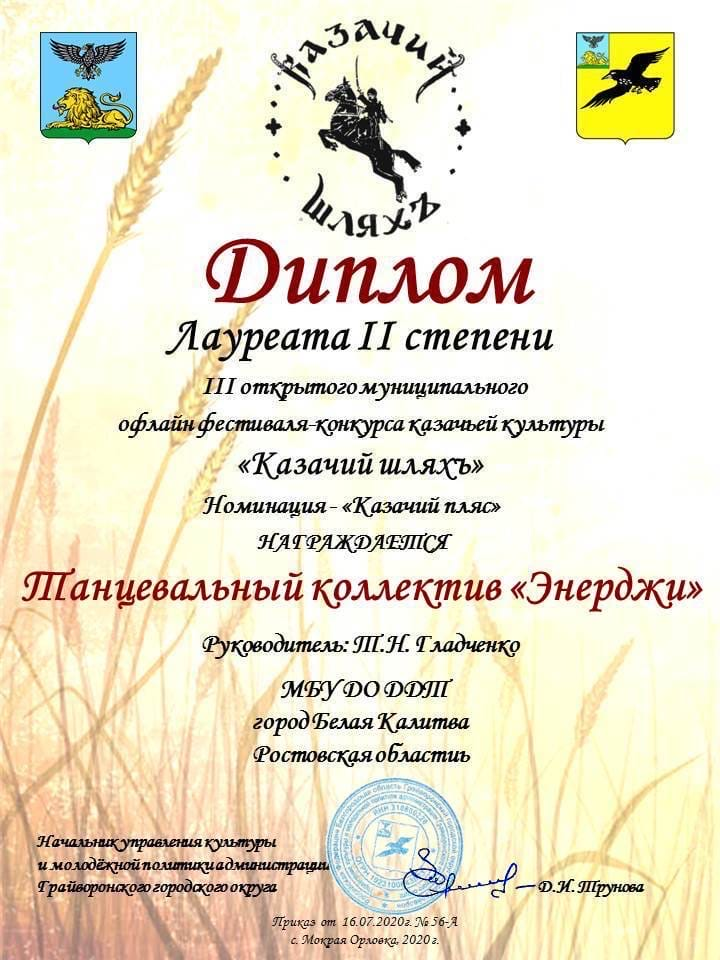 Казачий
шляхъ
Диплом
Лауреата II степени
III открытого муниципального
офлайн фестиваля-конкурса казачьей культуры
«Казачий шляхъ»
Номинация - «Казачий пляс»
НАГРАЖДАЕТСЯ
Танцевальный коллектив «Энерджи»
Руководитель: Т.Н. Гладченко
МБУ ДО ДДТ
город Белая Калитва
Ростовская областиь
Начальник управления культуры
и молодёжной политики администрации
Грайворонского городского округа
Д.И. Трунова
Приказ от 16.07.2020г. № 56-А
с. Мокрая Орловка, 2020 г.